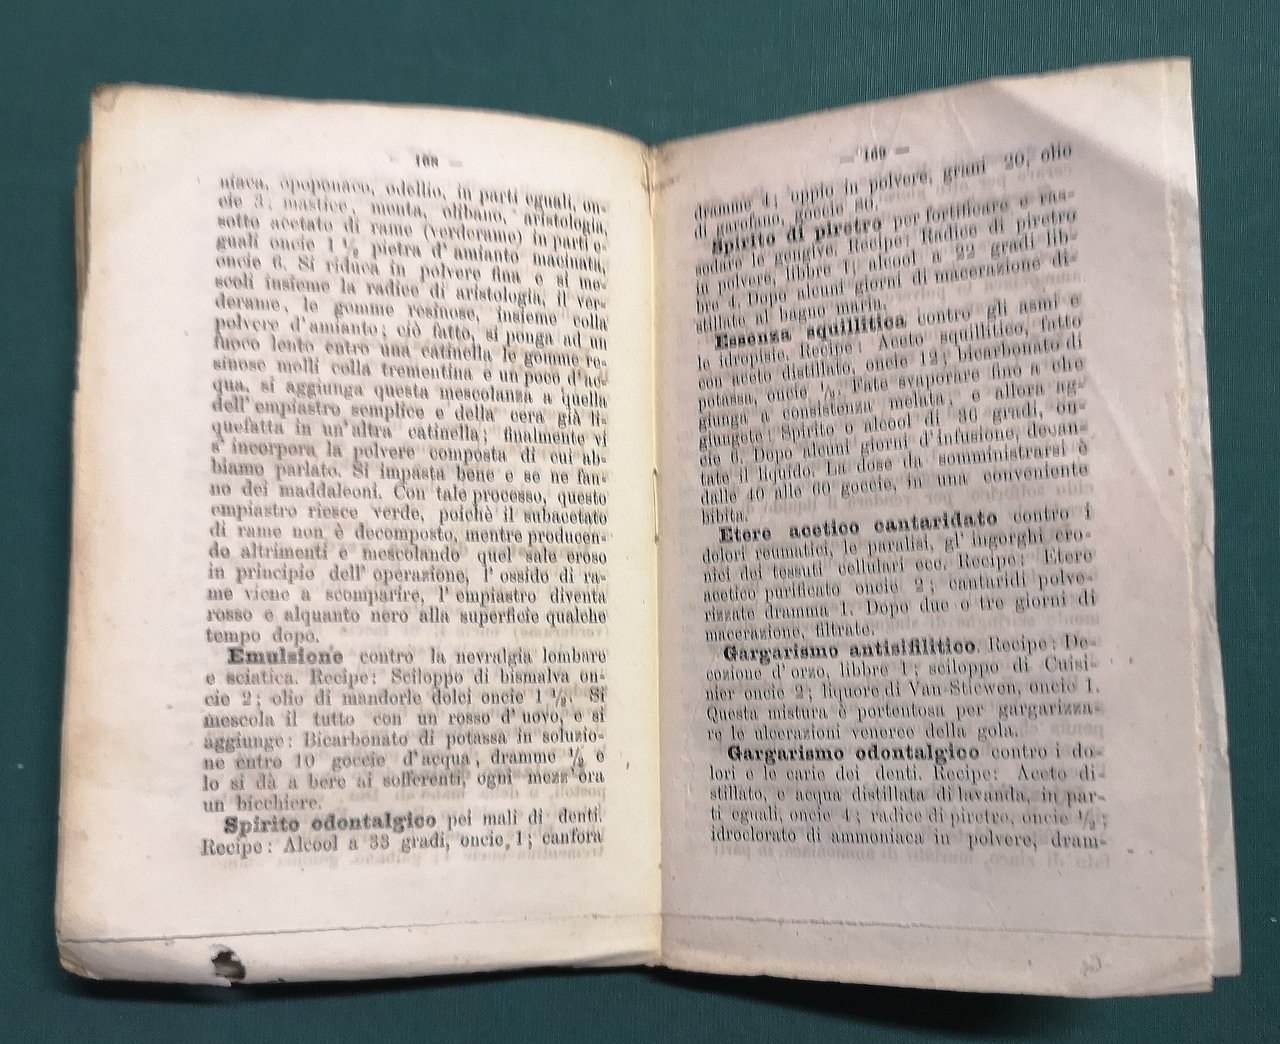 168 —
niaca, opoponaco, odellio, in parti eguali, on-
cie 3. mastice, menta, olibano, aristologia,
sotto acetato di rame (verderame) in parti e-
guali oncie 1 ½ pietra d'amianto macinata,
oncie 6. Si riduca in polvere fina e si me-
scoli insieme la radice di aristologia, il ver-
derame, le gomme resinose, insieme colla
polvere d'amianto; ciò fatto, si ponga ad un
fuoco lento entro una catinella le gomme re-
sinose molli colla trementina e un poco d'ac-
qua, si aggiunga questa mescolanza a quella
dell'empiastro semplice e della cera già li-
quefatta in un'altra catinella; finalmente vi
s'incorpora la polvere composta di cui ab-
biamo parlato. Si impasta bene e se ne fan-
no dei maddaleoni. Con tale processo, questo
empiastro riesce verde, poichè il subacetato
di rame non è decomposto, mentre producen-
do altrimenti e mescolando quel sale eroso
in principio dell'operazione, l'ossido di ra-
me viene a scomparire, l'empiastro diventa
rosso e alquanto nero alla superficie qualche
tempo dopo.
Emulsione contro la nevralgia lombare
e sciatica. Recipe: Sciloppo di bismalva on-
cie 2; olio di mandorle dolci oncie 1 ½. Si
mescola il tutto con un rosso d'uovo, e si
aggiunge: Bicarbonato di potassa in soluzio-
ne entro 10 goccie d'acqua, dramme ½ e
lo si dà a bere ai sofferenti, ogni mezz'ora
un bicchiere.
Spirito odontalgico pei mali di denti.
Recipe: Alcool a 33 gradi, oncie, 1; canfora
— 169 —
dramme 4; oppio in polvere, grani 20, olio
di garofano, goccie 80.
Spirito di piretro per fortificare e ras-
sodare le gengive. Recipe: Radice di piretro
in polvere, libbre 1; alcool a 22 gradi lib-
bre 4. Dopo alcuni giorni di macerazione di-
stillato al bagno maria.
Essenza squillitica contro gli asmi e
le idropisie. Recipe: Aceto squillitico, fatto
con aceto distillato, oncie 12; bicarbonato di
potassa, oncie ½. Fate svaporare fino a che
giunga a consistenza melata, e allora ag-
giungete: Spirito o alcool di 36 gradi, on-
cie 6. Dopo alcuni giorni d'infusione, decan-
tate il liquido. La dose da somministrarsi è
dalle 40 alle 60 goccie, in una conveniente
bibita.
Etere acetico cantaridato contro i
dolori reumatici, le paralisi, gl'ingorghi cro-
nici dei tessuti cellulari ecc. Recipe: Etere
acetico purificato oncie 2; cantaridi polve-
rizzate dramma 1. Dopo due o tre giorni di
macerazione, filtrate.
Gargarismo antisifilitico. Recipe: De-
cozione d'orzo, libbre 1; sciloppo di Cuisi-
nier oncie 2; liquore di Van-Stiewen, oncie 1.
Questa mistura è portentosa per gargarizza-
re le ulcerazioni veneree della gola.
Gargarismo odontalgico contro i do-
lori e le carie dei denti. Recipe: Aceto di-
stillato, e acqua distillata di lavanda, in par-
ti eguali, oncie 4; radice di piretro, oncie ½;
idroclorato di ammoniaca in polvere, dram-